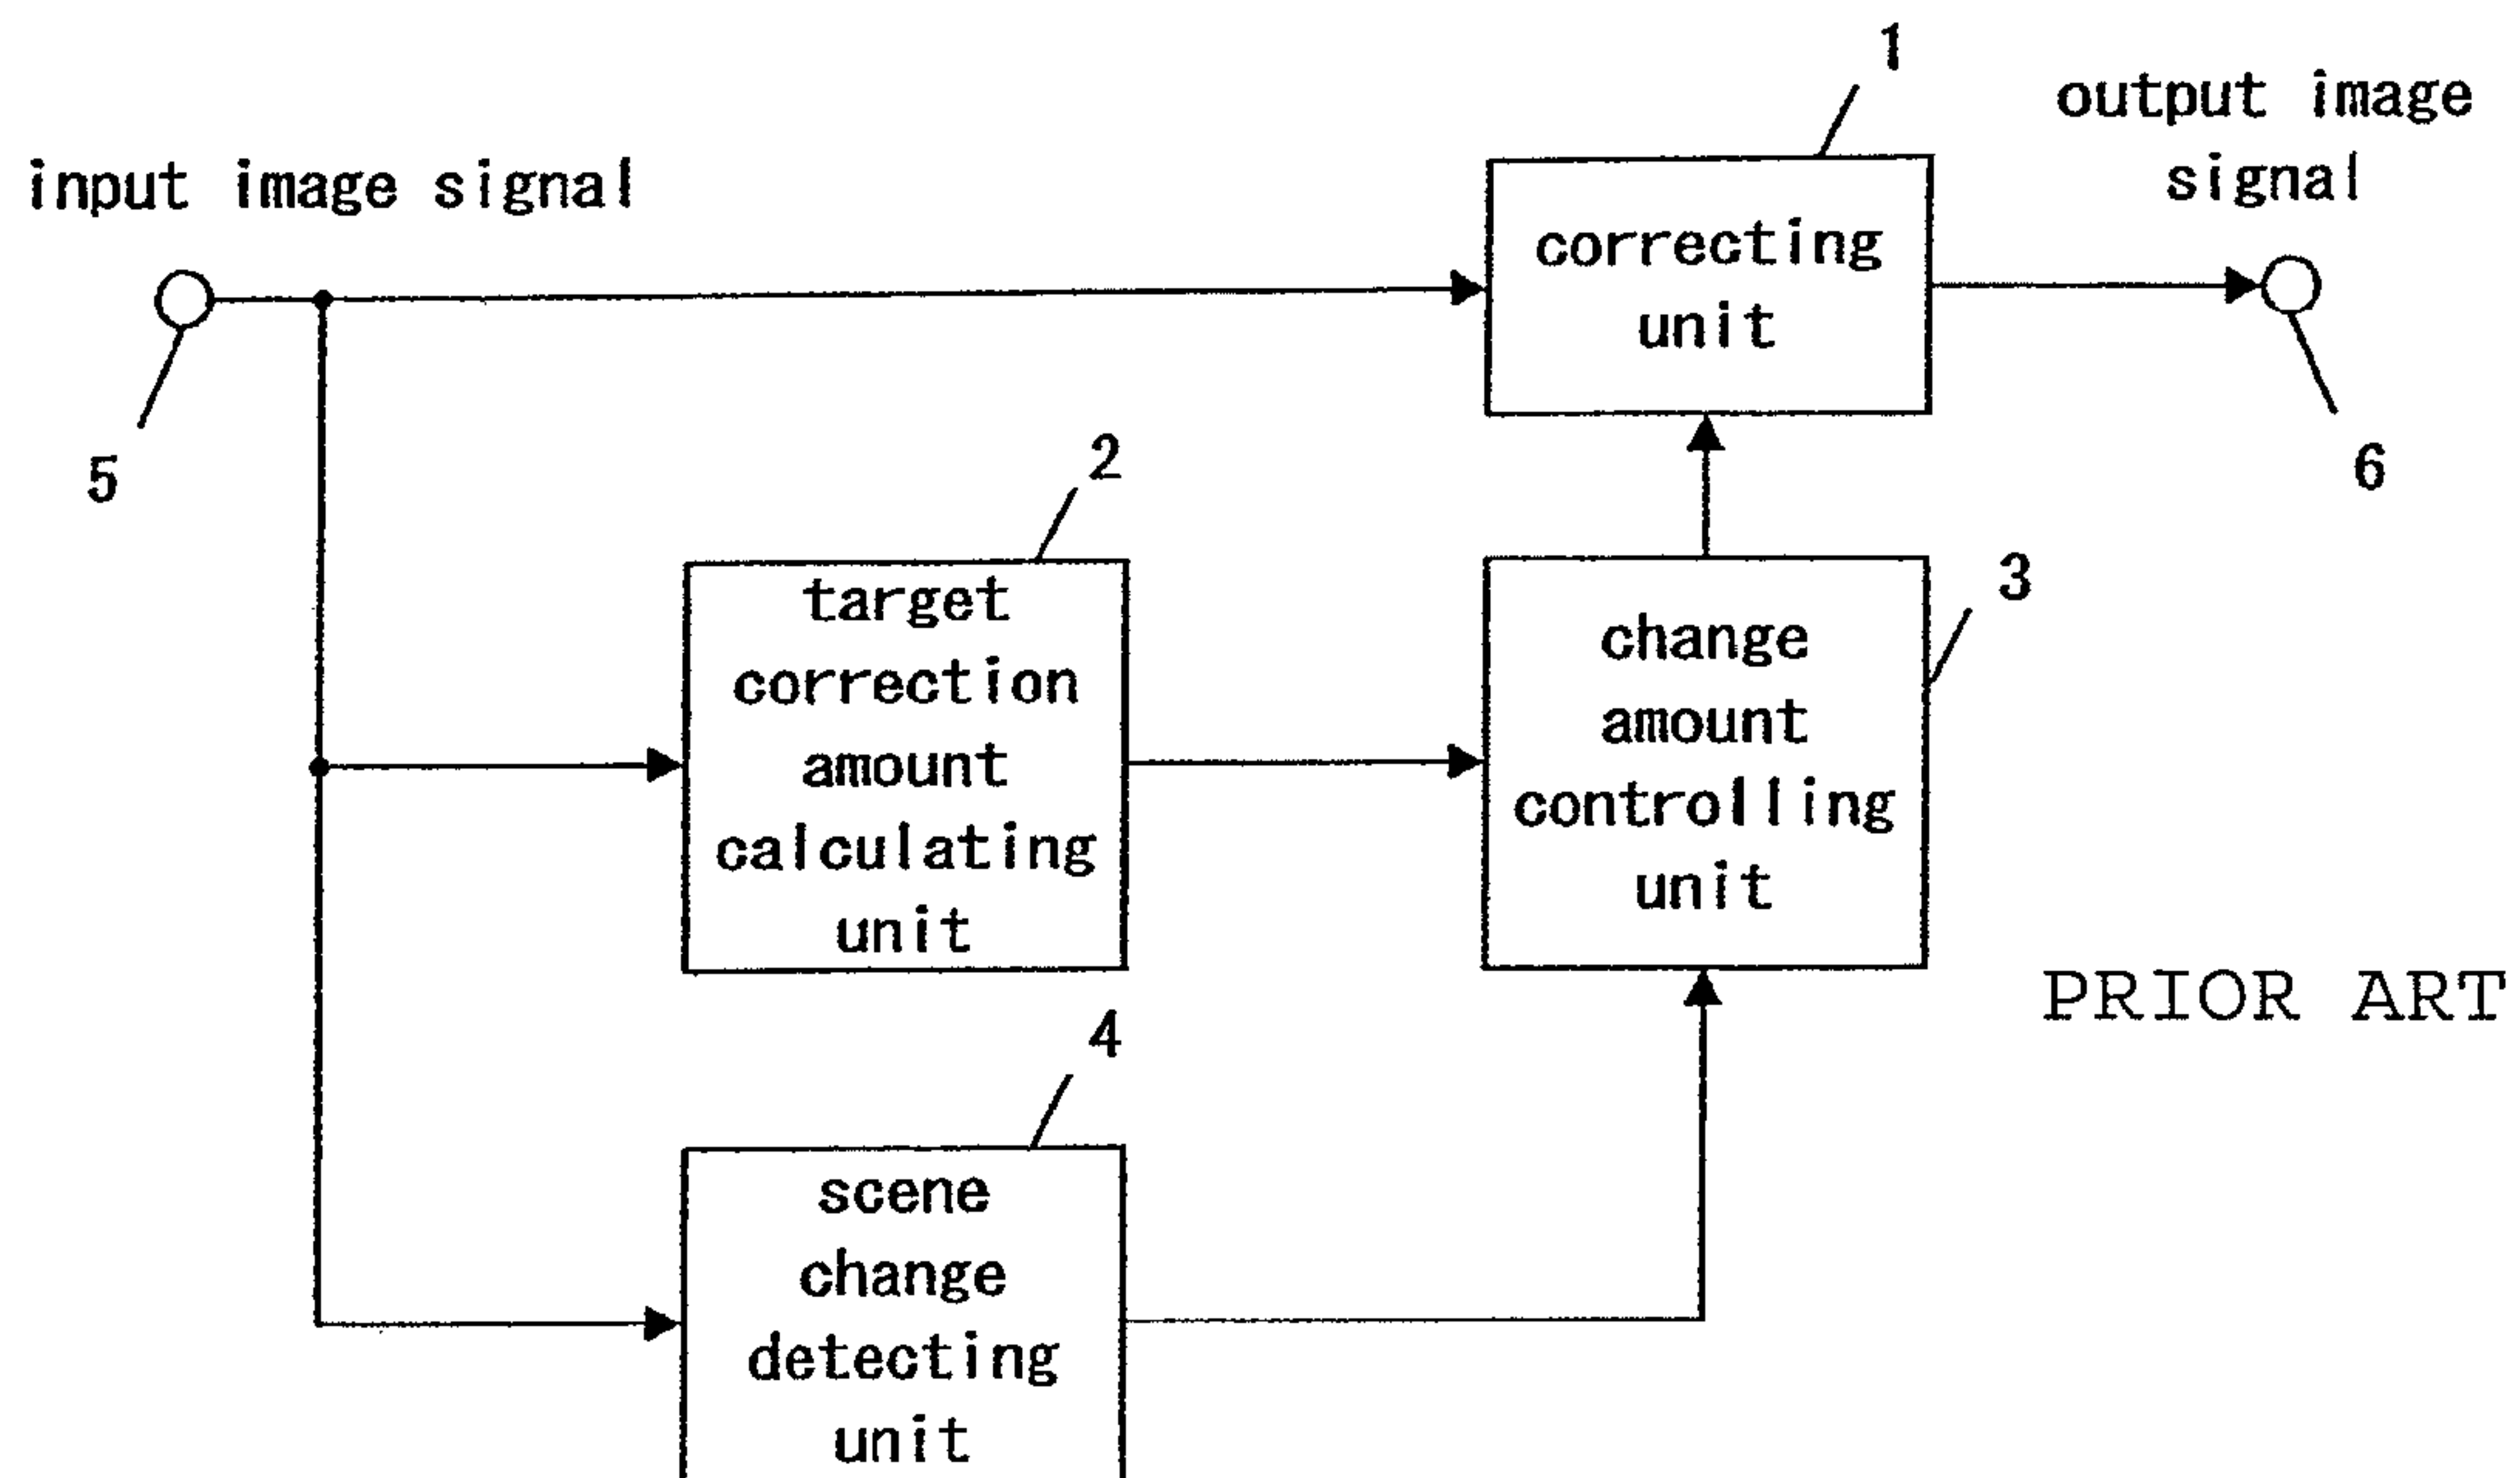 1
output image
signal
input image signal
correcting
unit
5
6
2
target
correction
amount
calculating
unit
3
change
amount
controlling
unit
PRIOR ART
4
scene
change
detecting
unit